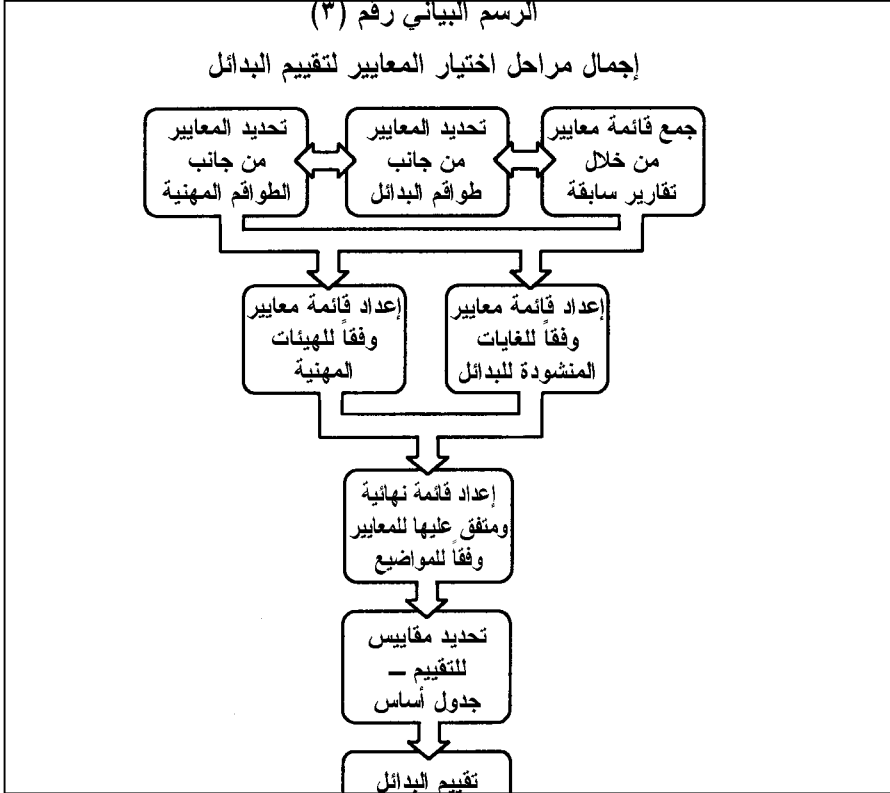 الرسم البياني رقم (٣)
إجمال مراحل اختيار المعايير لتقييم البدائل
جمع قائمة معايير
من خلال
تقارير سابقة
تحديد المعايير
من جانب
طواقم البدائل
تحديد المعايير
من جانب
الطواقم المهنية
إعداد قائمة معايير
وفقاً للغايات
المنشودة للبدائل
إعداد قائمة معايير
وفقاً للهيئات
المهنية
إعداد قائمة نهائية
ومتفق عليها للمعايير
وفقاً للمواضيع
تحديد مقاييس
للتقييم –
جدول أساس
تقييم البدائل